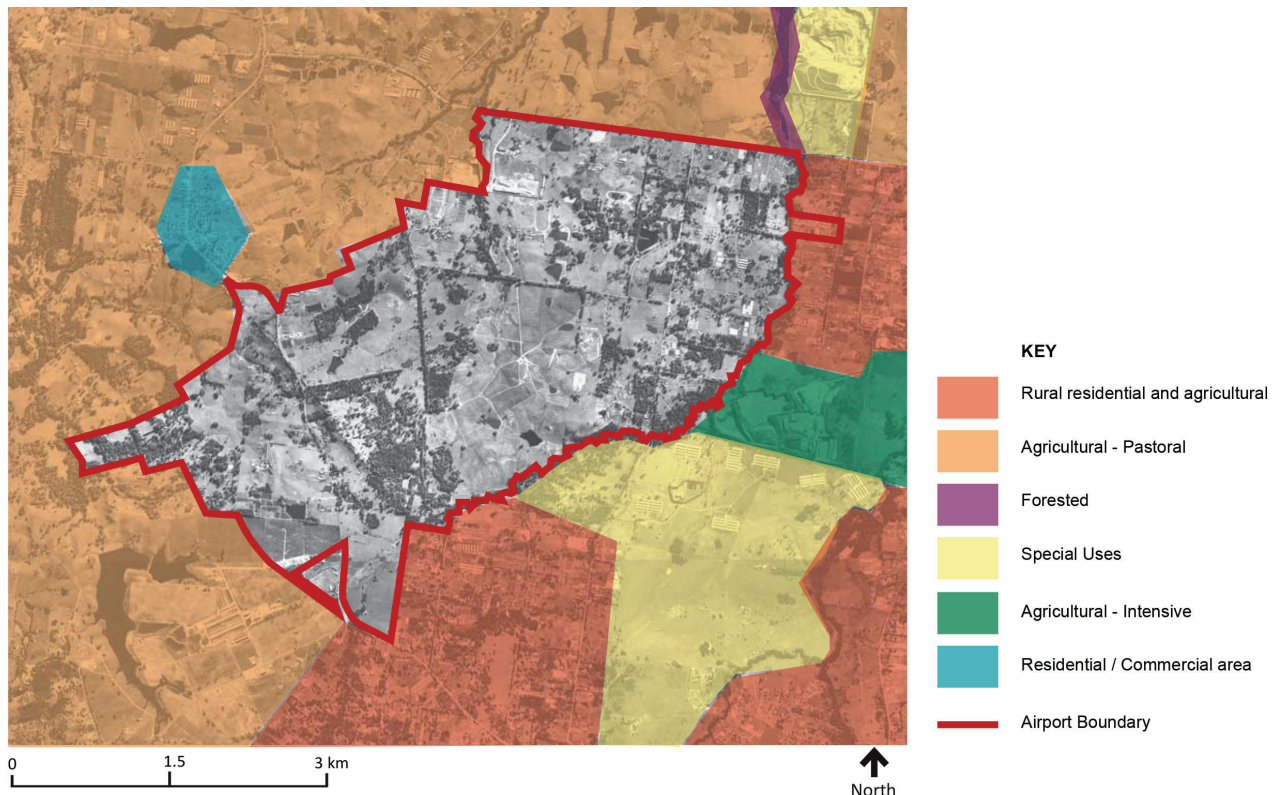 KEY
Rural residential and agricultural
Agricultural - Pastoral
Forested
Special Uses
Agricultural - Intensive
Residential / Commercial area
Airport Boundary
0 1.5 3 km
North